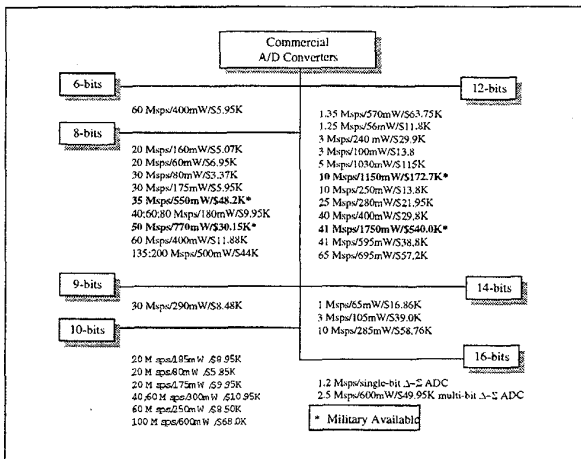 Commercial
A/D Converters
6-bits
60 Msps/400mW/$5.95K
8-bits
20 Msps/160mW/$5.07K
20 Msps/60mW/$6.95K
30 Msps/80mW/$3.37K
30 Msps/175mW/$5.95K
35 Msps/550mW/$48.2K*
40:60:80 Msps/180mW/$9.95K
50 Msps/770mW/$30.15K*
60 Msps/400mW/$11.88K
135:200 Msps/500mW/$44K
9-bits
30 Msps/290mW/$8.48K
10-bits
20 Msps/195mW/$8.95K
20 Msps/80mW/$5.85K
20 Msps/175mW/$9.95K
40,60 Msps/300mW/$10.95K
60 Msps/250mW/$8.50K
100 Msps/600mW/$68.0K
12-bits
1.35 Msps/570mW/$63.75K
1.25 Msps/56mW/$11.8K
3 Msps/240 mW/$29.9K
3 Msps/100mW/$13.8
5 Msps/1030mW/$115K
10 Msps/1150mW/$172.7K*
10 Msps/250mW/$13.8K
25 Msps/280mW/$21.95K
40 Msps/400mW/$29,8K
41 Msps/1750mW/$540.0K*
41 Msps/595mW/$38,8K
65 Msps/695mW/$57,2K
14-bits
1 Msps/65mW/$16.86K
3 Msps/105mW/$39.0K
10 Msps/285mW/$58.76K
16-bits
1.2 Msps/single-bit Δ-Σ ADC
2.5 Msps/600mW/$49.95K multi-bit Δ-Σ ADC
* Military Available